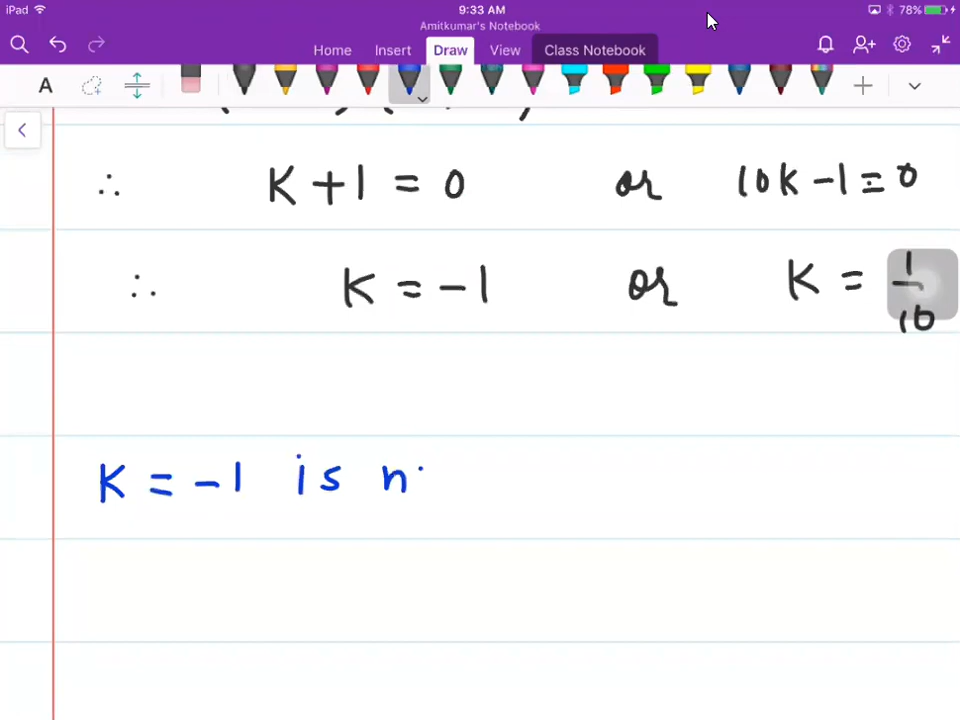 iPad 9:33 AM 78%
Amitkumar's Notebook
Home Insert Draw View Class Notebook
A
∴ K + 1 = 0 or 10k - 1 = 0
∴ K = -1 or K = 1/10
K = -1 is n